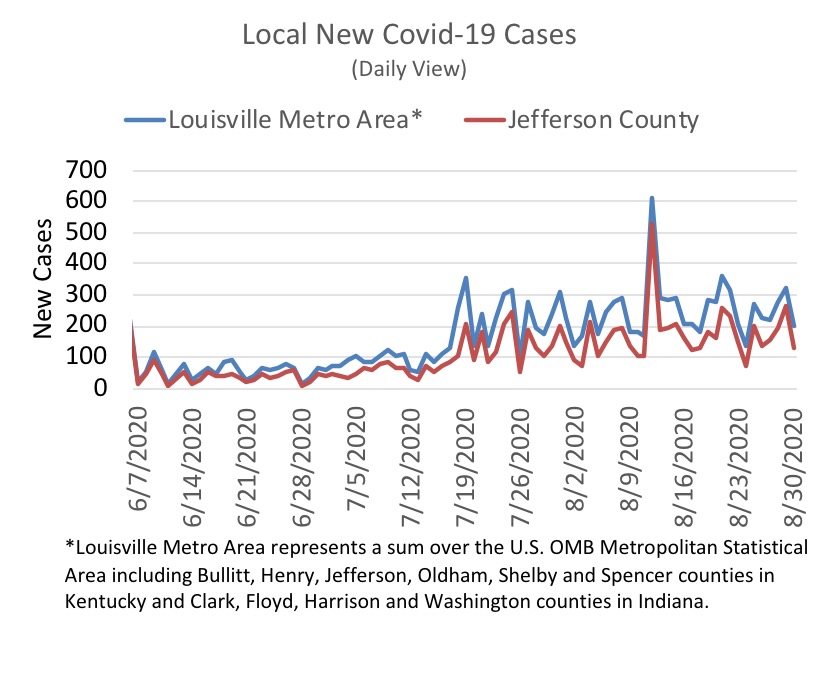 Local New Covid-19 Cases
(Daily View)
Louisville Metro Area*
Jefferson County
New Cases
700
600
500
400
300
200
100
0
6/7/2020
6/14/2020
6/21/2020
6/28/2020
7/5/2020
7/12/2020
7/19/2020
7/26/2020
8/2/2020
8/9/2020
8/16/2020
8/23/2020
8/30/2020
*Louisville Metro Area represents a sum over the U.S. OMB Metropolitan Statistical
Area including Bullitt, Henry, Jefferson, Oldham, Shelby and Spencer counties in
Kentucky and Clark, Floyd, Harrison and Washington counties in Indiana.